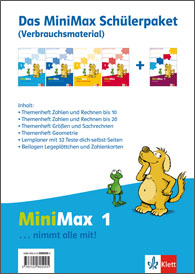 Das MiniMax Schülerpaket
(Verbrauchsmaterial)
+
Inhalt:
- Themenheft Zahlen und Rechnen bis 10
- Themenheft Zahlen und Rechnen bis 20
- Themenheft Größen und Sachrechnen
- Themenheft Geometrie
- Lernplaner mit 32 Teste-dich-selbst-Seiten
- Beilagen Legeplättchen und Zahlenkarten
MiniMax 1
... nimmt alle mit!
Klett